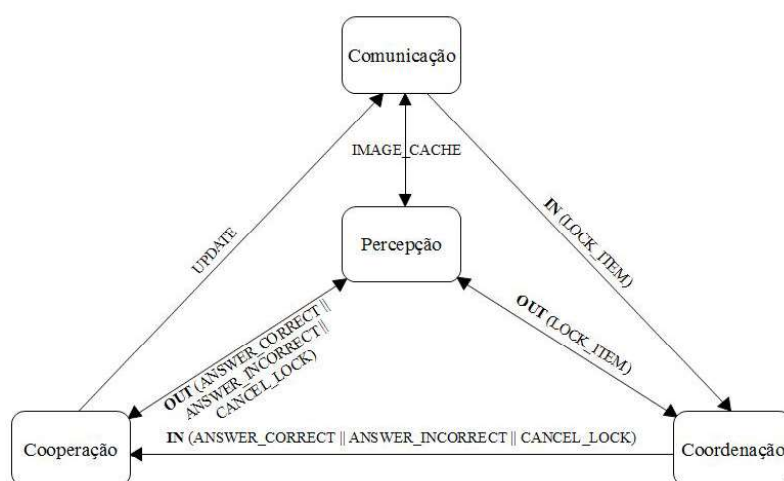 Comunicação
IMAGE_CACHE
UPDATE
IN (LOCK_ITEM)
Percepção
OUT (LOCK_ITEM)
OUT (ANSWER_CORRECT ||
ANSWER_INCORRECT ||
CANCEL_LOCK)
Cooperação
IN (ANSWER_CORRECT || ANSWER_INCORRECT || CANCEL_LOCK)
Coordenação